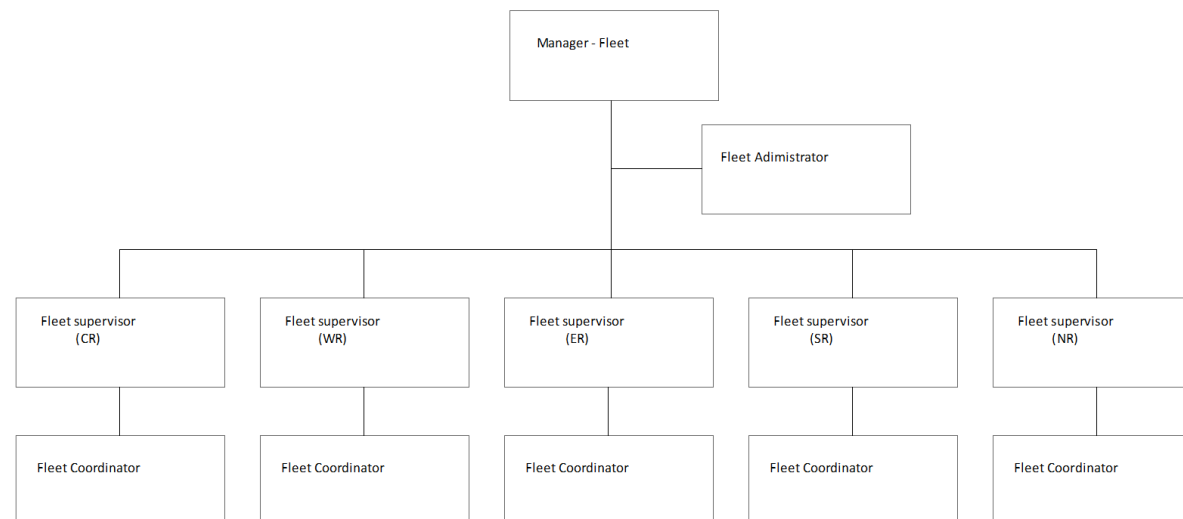 Manager - Fleet
Fleet Adimistrator
Fleet supervisor
(CR)
Fleet supervisor
(WR)
Fleet supervisor
(ER)
Fleet supervisor
(SR)
Fleet supervisor
(NR)
Fleet Coordinator
Fleet Coordinator
Fleet Coordinator
Fleet Coordinator
Fleet Coordinator